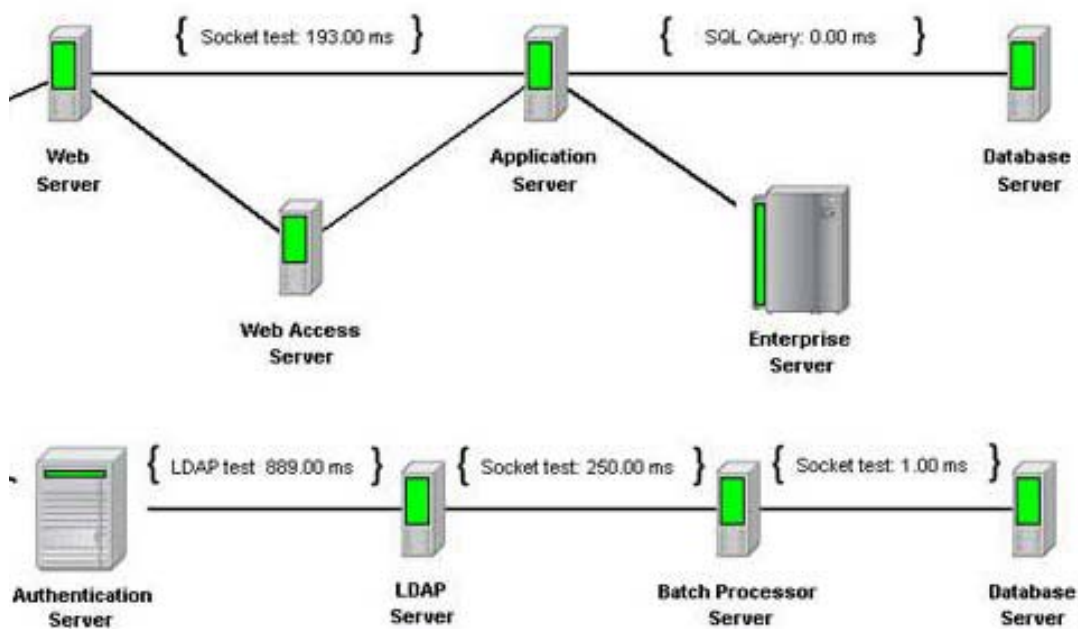 { Socket test: 193.00 ms }
{ SQL Query: 0.00 ms }
Web
Server
Application
Server
Database
Server
Web Access
Server
Enterprise
Server
{ LDAP test 889.00 ms }
{ Socket test: 250.00 ms }
{ Socket test: 1.00 ms }
Authentication
Server
LDAP
Server
Batch Processor
Server
Database
Server